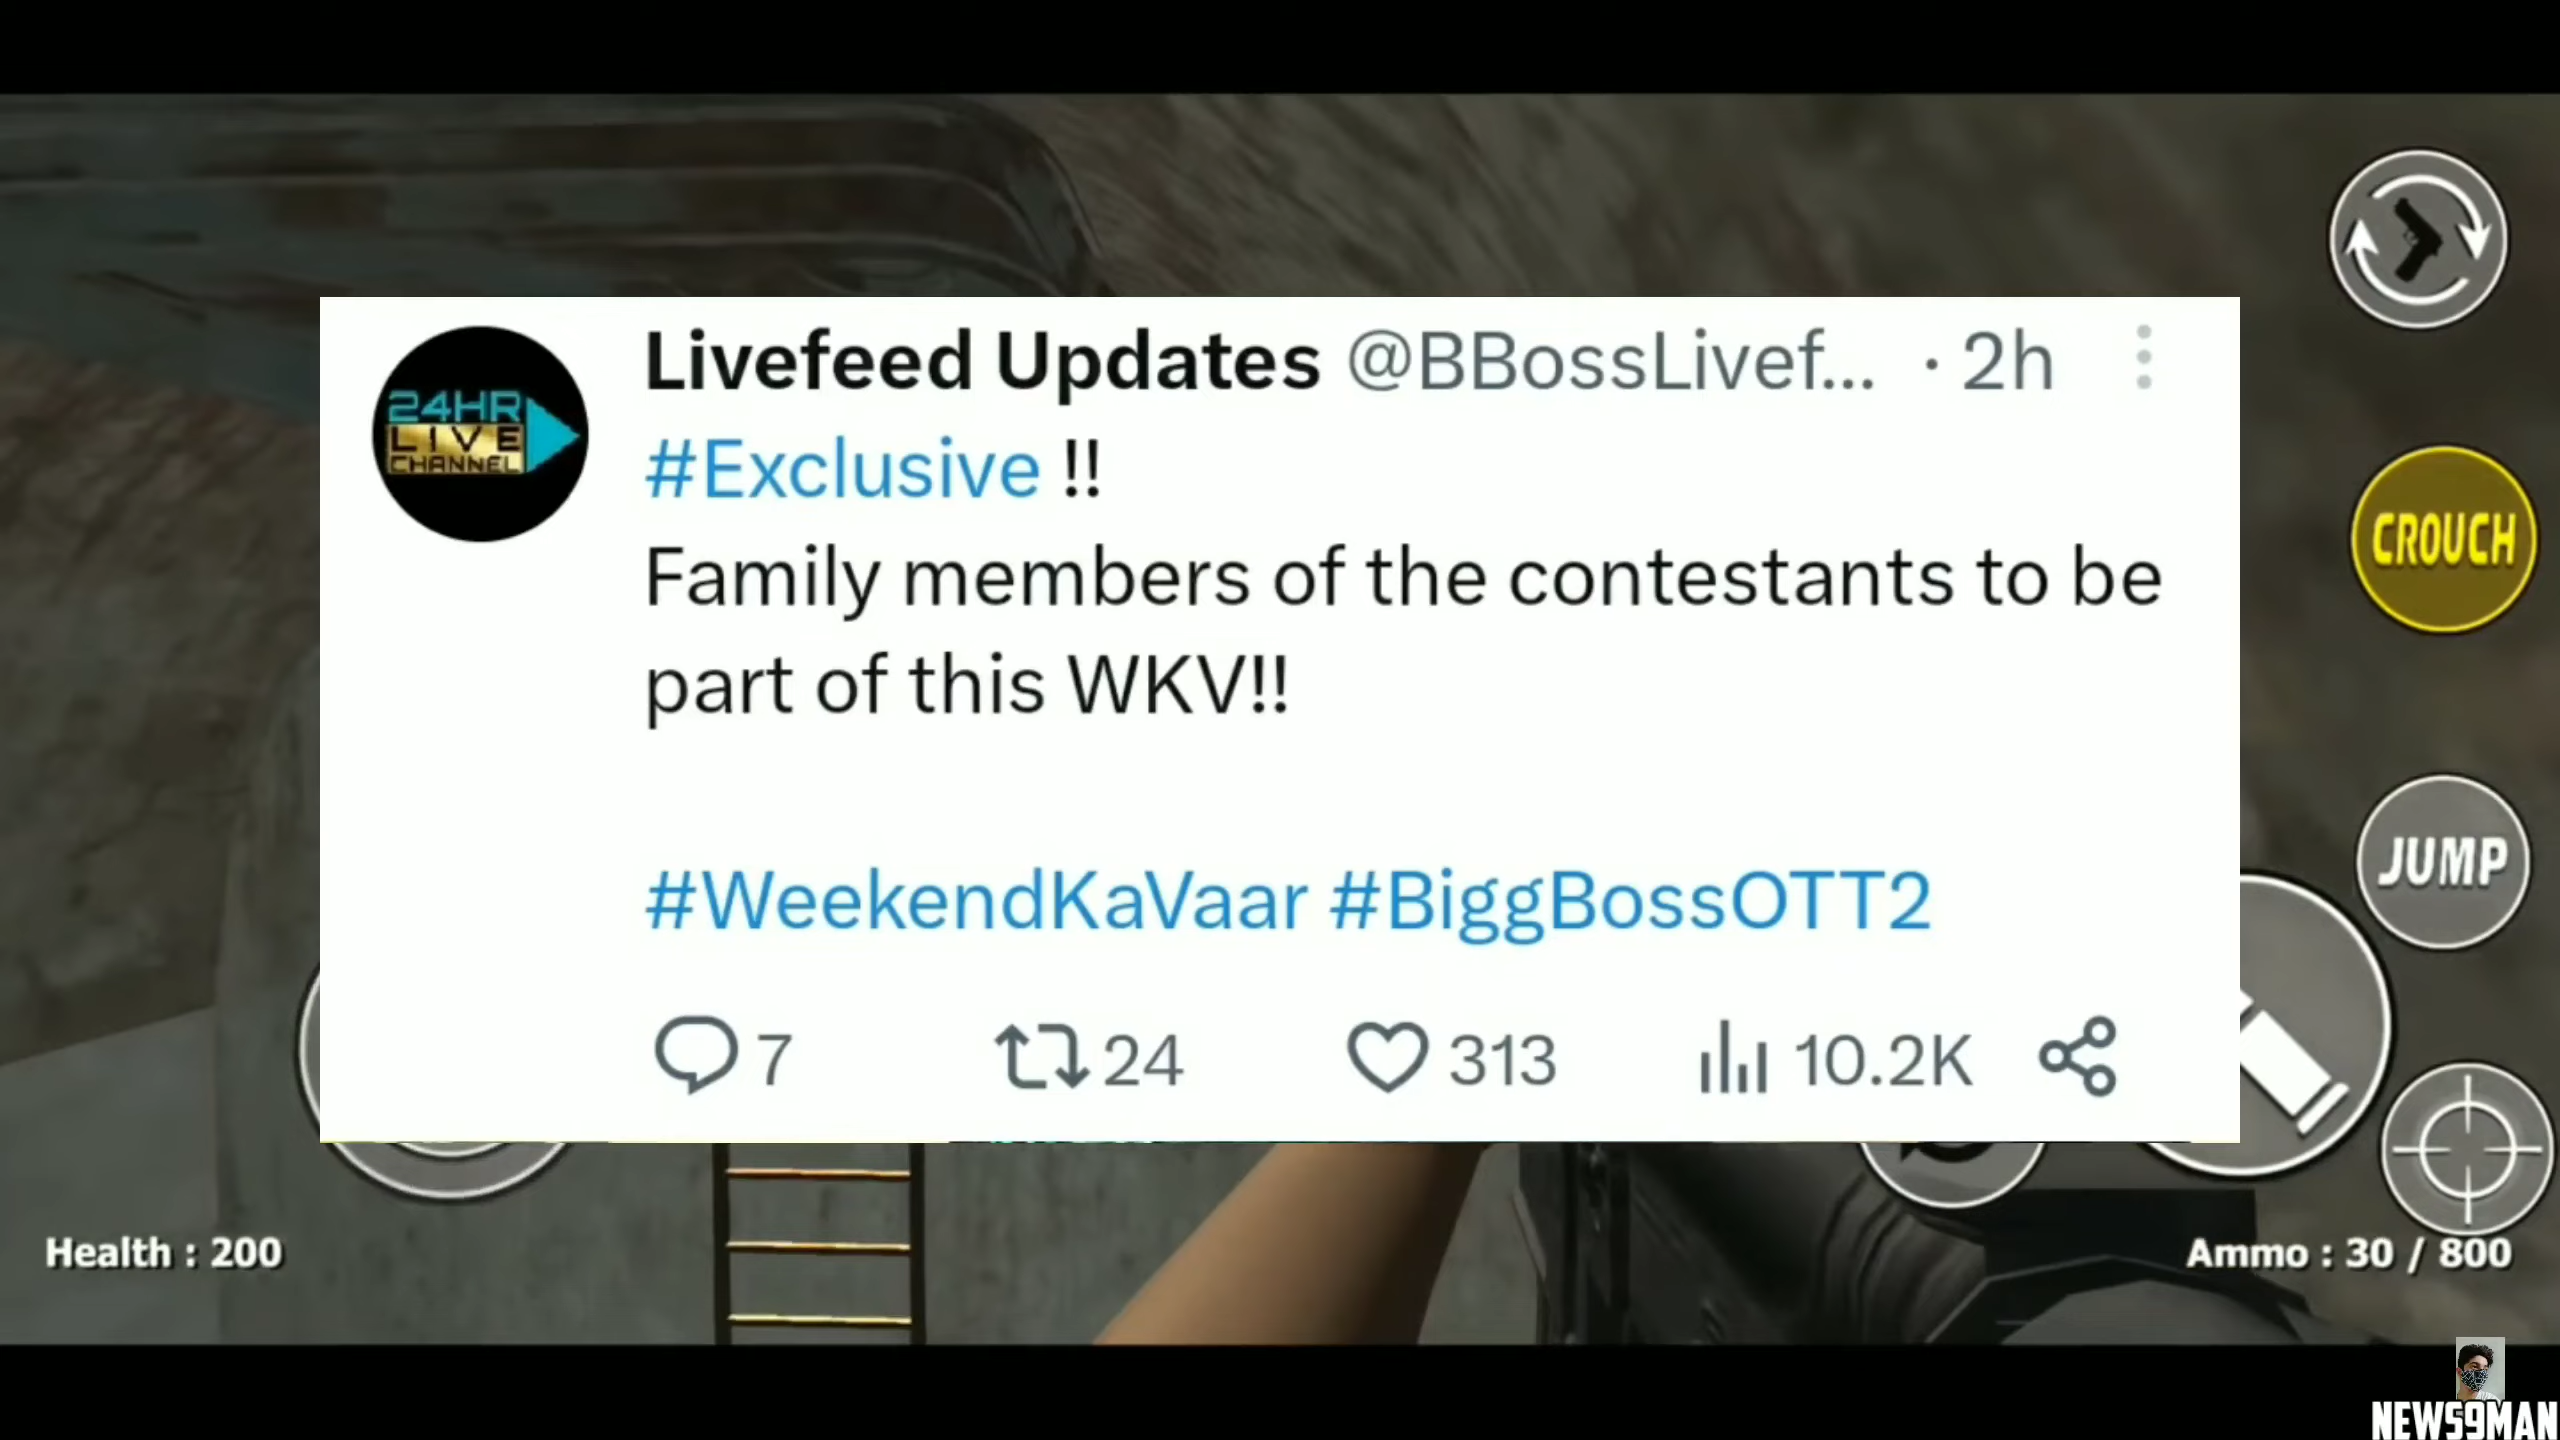 Livefeed Updates @BBossLivef... · 2h
24HR
LIVE
CHANNEL
#Exclusive !!
Family members of the contestants to be
part of this WKV!!
#WeekendKaVaar #BiggBossOTT2
7 24 313 10.2K
CROUCH
JUMP
Health : 200
Ammo : 30 / 800
NEWS9MAN